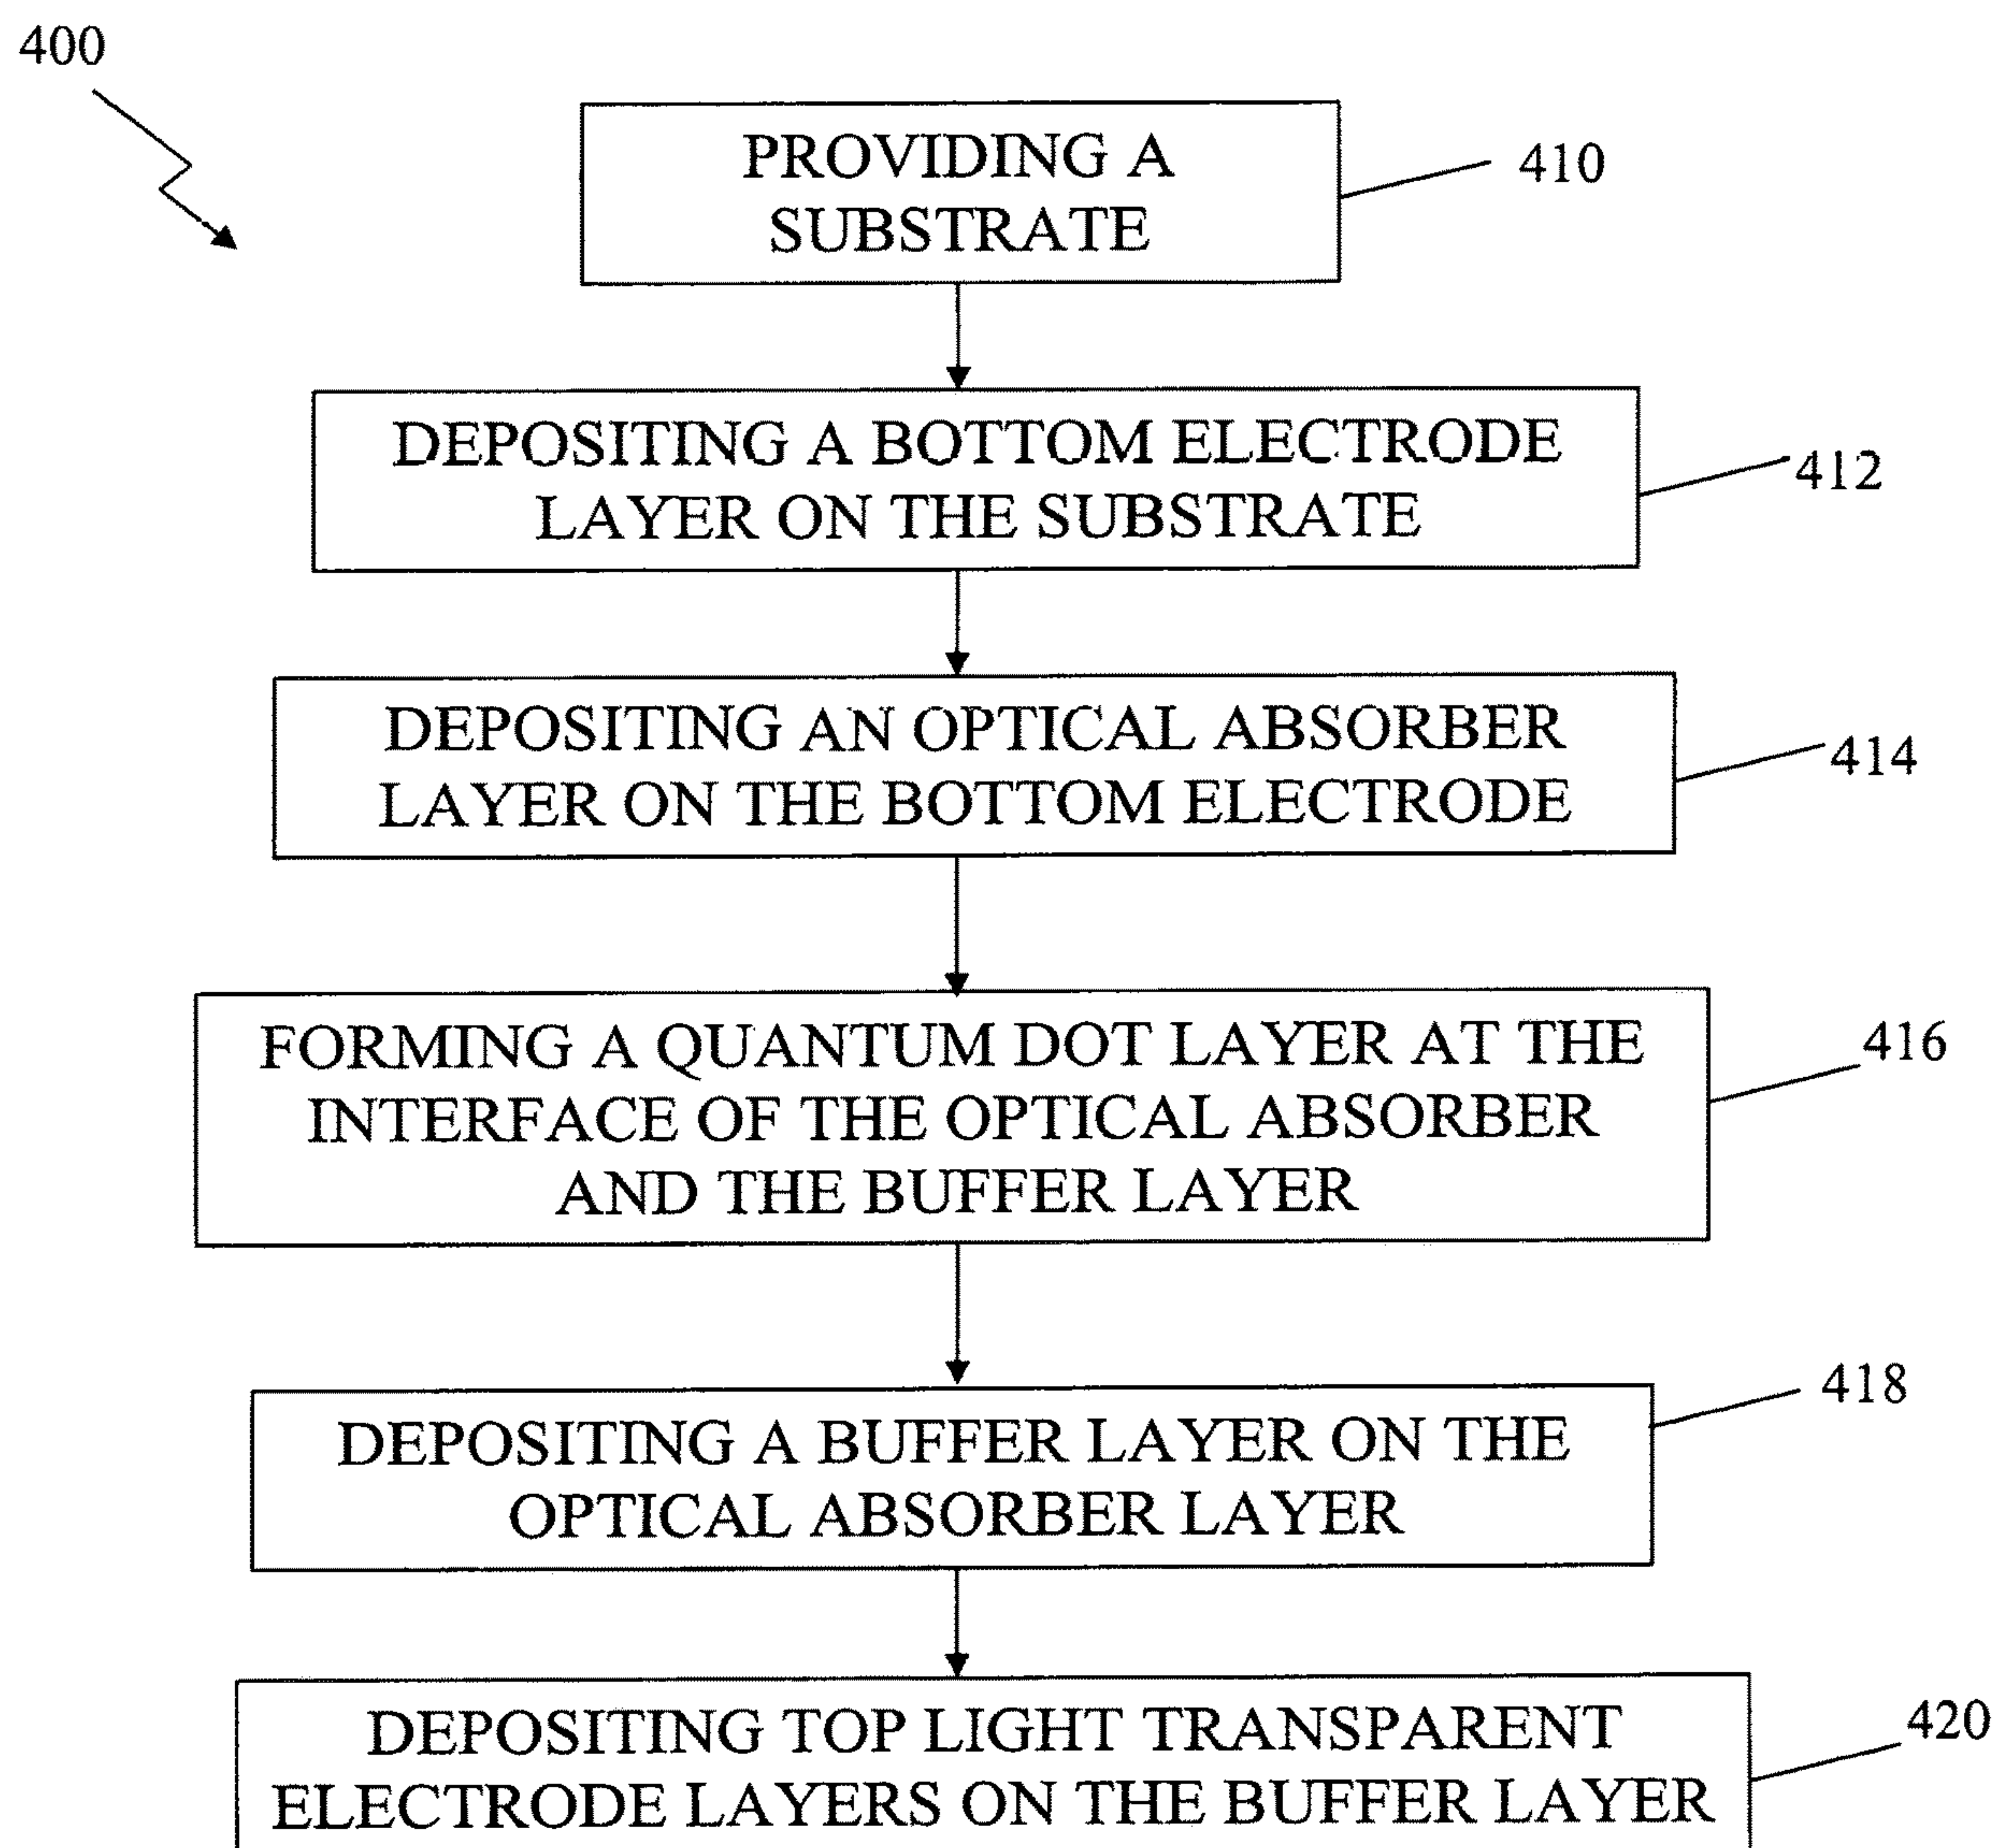 400
PROVIDING A
SUBSTRATE
410
DEPOSITING A BOTTOM ELECTRODE
LAYER ON THE SUBSTRATE
412
DEPOSITING AN OPTICAL ABSORBER
LAYER ON THE BOTTOM ELECTRODE
414
FORMING A QUANTUM DOT LAYER AT THE
INTERFACE OF THE OPTICAL ABSORBER
AND THE BUFFER LAYER
416
DEPOSITING A BUFFER LAYER ON THE
OPTICAL ABSORBER LAYER
418
DEPOSITING TOP LIGHT TRANSPARENT
ELECTRODE LAYERS ON THE BUFFER LAYER
420